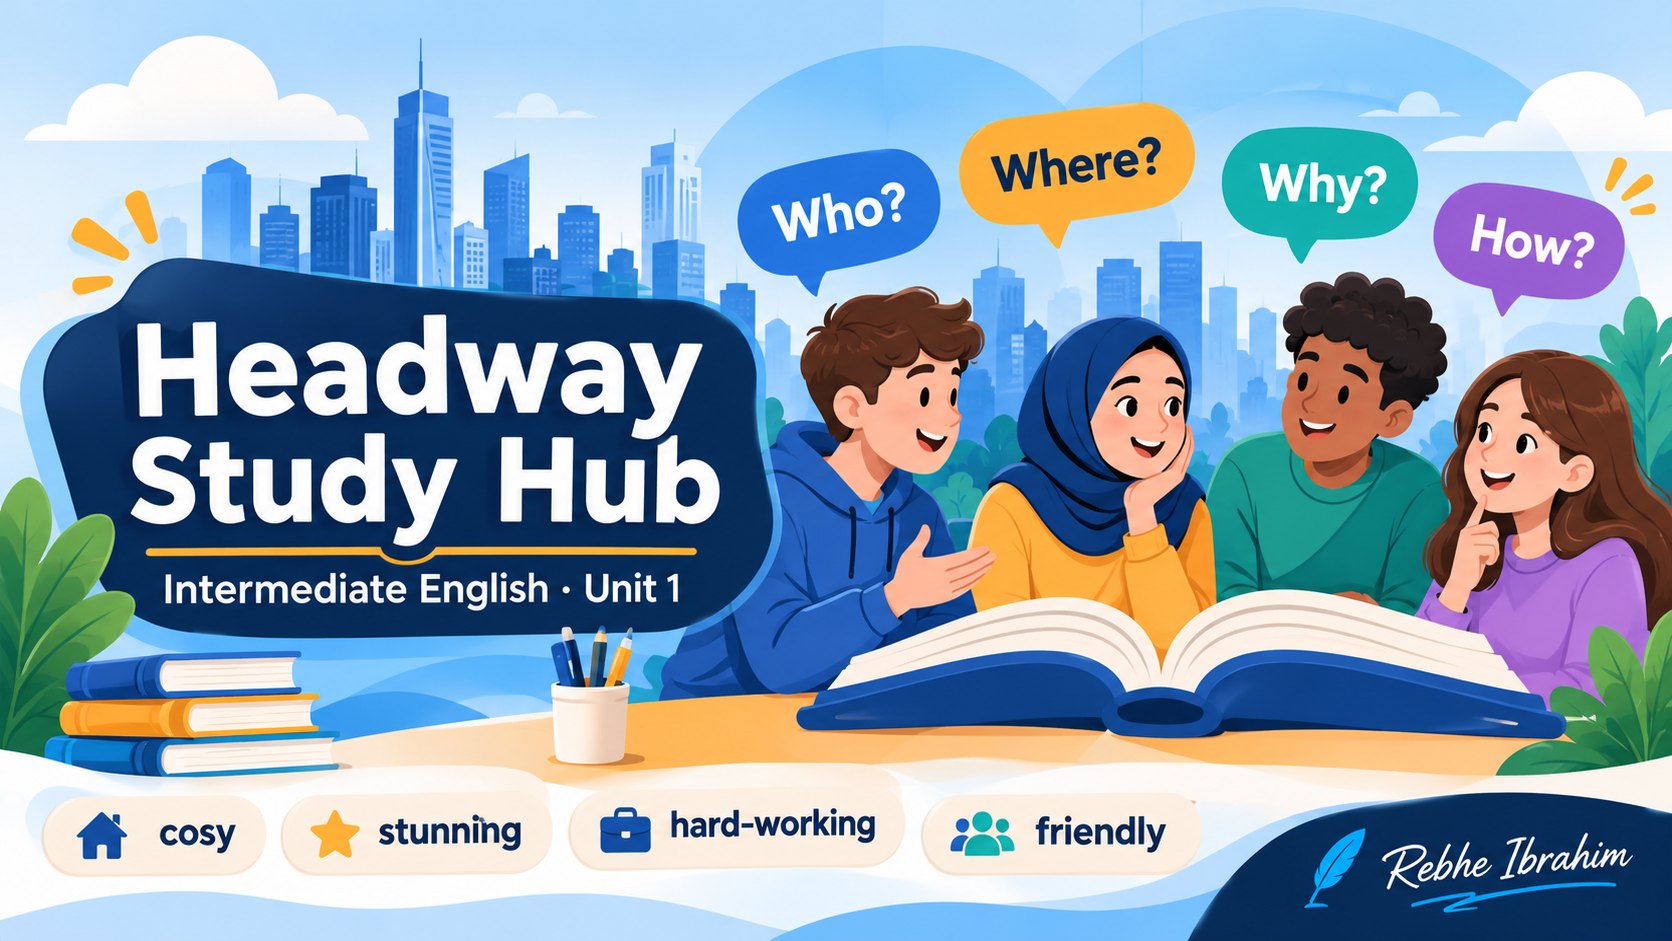 Headway
Study Hub
Intermediate English · Unit 1
Who?
Where?
Why?
How?
cosy
stunning
hard-working
friendly
Rebhe Ibrahim